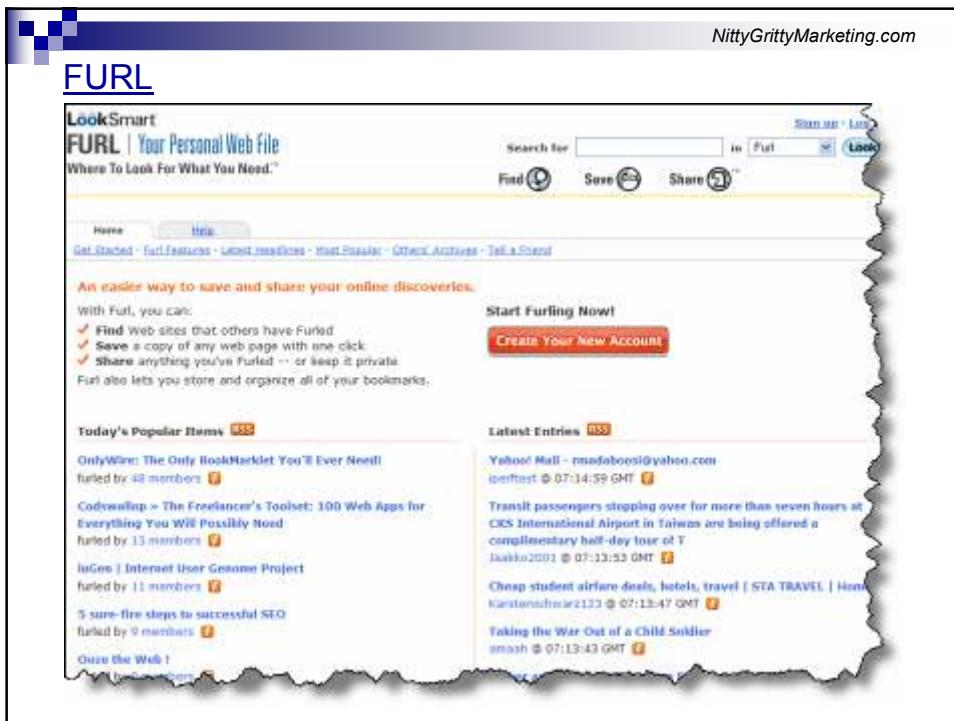 NittyGrittyMarketing.com
FURL
LookSmart
FURL | Your Personal Web File
Where To Look For What You Need.™
Sign up -
Search for in Furl Look
Find Save Share
Home Help
Get Started - Furl Features - Latest Headlines - Most Popular - Others' Archives - Tell a Friend
An easier way to save and share your online discoveries.
With Furl, you can:
Find Web sites that others have Furled
Save a copy of any web page with one click
Share anything you've Furled -- or keep it private
Furl also lets you store and organize all of your bookmarks.
Start Furling Now!
Create Your New Account
Today's Popular Items RSS
OnlyWire: The Only BookMarklet You'll Ever Need!
furled by 48 members
Codswallop » The Freelancer's Toolset: 100 Web Apps for
Everything You Will Possibly Need
furled by 13 members
iuGeo | Internet User Genome Project
furled by 11 members
5 sure-fire steps to successful SEO
furled by 9 members
Ouze the Web !
Latest Entries RSS
Yahoo! Mail - rmadaboosi@yahoo.com
iperftest @ 07:14:59 GMT
Transit passengers stopping over for more than seven hours at
CKS International Airport in Taiwan are being offered a
complimentary half-day tour of T
Jaakko2001 @ 07:13:53 GMT
Cheap student airfare deals, hotels, travel | STA TRAVEL |
Karstenschwarz123 @ 07:13:47 GMT
Taking the War Out of a Child Soldier
smash @ 07:13:43 GMT